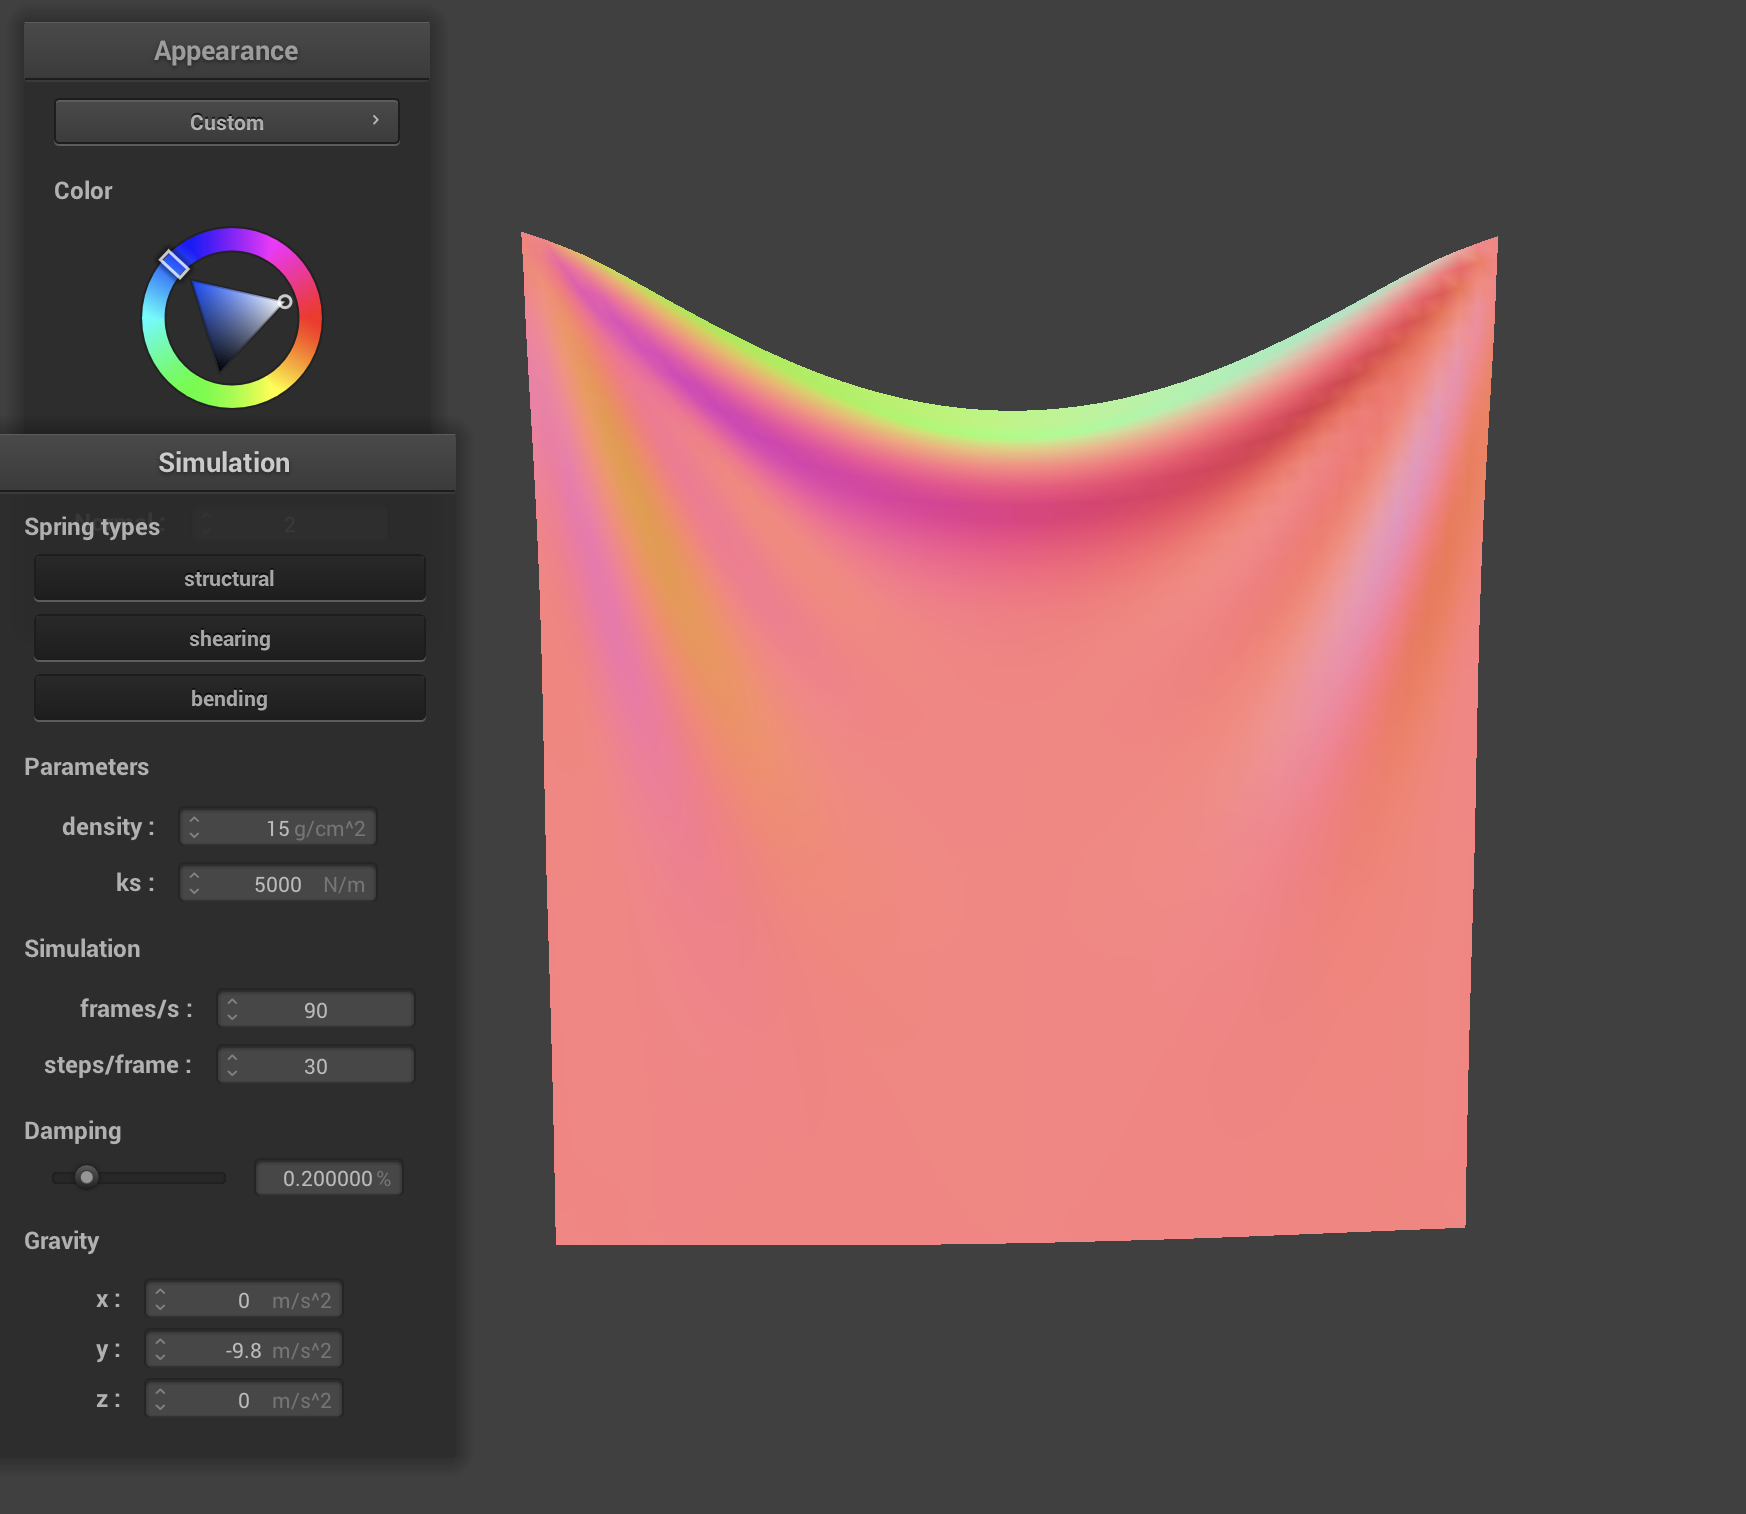 Appearance
Custom
Color
Simulation
Spring types
2
structural
shearing
bending
Parameters
density : 15 g/cm^2
ks : 5000 N/m
Simulation
frames/s : 90
steps/frame : 30
Damping
0.200000 %
Gravity
x : 0 m/s^2
y : -9.8 m/s^2
z : 0 m/s^2